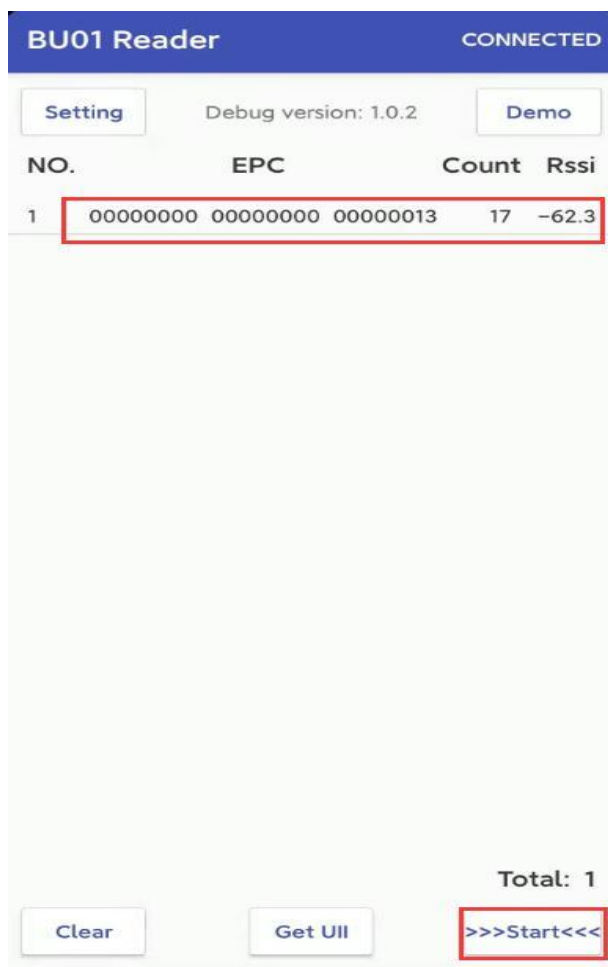 BU01 Reader CONNECTED
Setting Debug version: 1.0.2 Demo
NO. EPC Count Rssi
1 00000000 00000000 00000013 17 −62.3
Total: 1
Clear Get UII >>>Start<<<